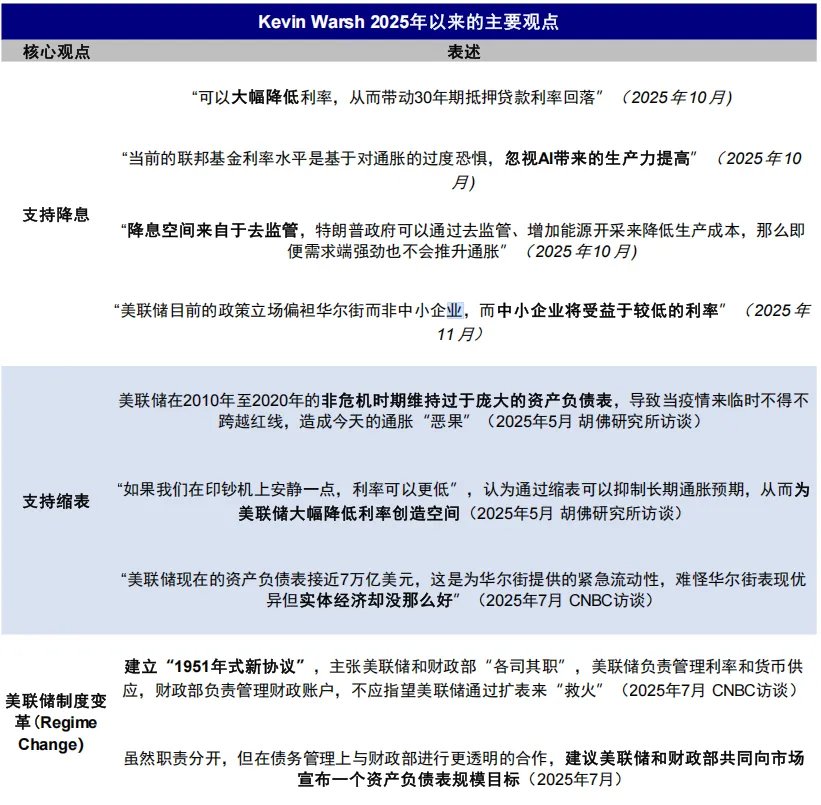 Kevin Warsh 2025年以来的主要观点
核心观点
表述
支持降息
“可以大幅降低利率，从而带动30年期抵押贷款利率回落”（2025年10月）
“当前的联邦基金利率水平是基于对通胀的过度恐惧，忽视AI带来的生产力提高”（2025年10
月）
“降息空间来自于去监管，特朗普政府可以通过去监管、增加能源开采来降低生产成本，那么即
便需求端强劲也不会推升通胀”（2025年10月）
“美联储目前的政策立场偏袒华尔街而非中小企业，而中小企业将受益于较低的利率”（2025年
11月）
支持缩表
美联储在2010年至2020年的非危机时期维持过于庞大的资产负债表，导致当疫情来临时不得不
跨越红线，造成今天的通胀“恶果”（2025年5月 胡佛研究所访谈）
“如果我们在印钞机上安静一点，利率可以更低”，认为通过缩表可以抑制长期通胀预期，从而为
美联储大幅降低利率创造空间（2025年5月 胡佛研究所访谈）
“美联储现在的资产负债表接近7万亿美元，这是为华尔街提供的紧急流动性，难怪华尔街表现优
异但实体经济却没那么好”（2025年7月 CNBC访谈）
美联储制度变
革(Regime
Change)
建立“1951年式新协议”，主张美联储和财政部“各司其职”，美联储负责管理利率和货币供
应，财政部负责管理财政账户，不应指望美联储通过扩表来“救火”（2025年7月 CNBC访谈）
虽然职责分开，但在债务管理上与财政部进行更透明的合作，建议美联储和财政部共同向市场
宣布一个资产负债表规模目标（2025年7月）